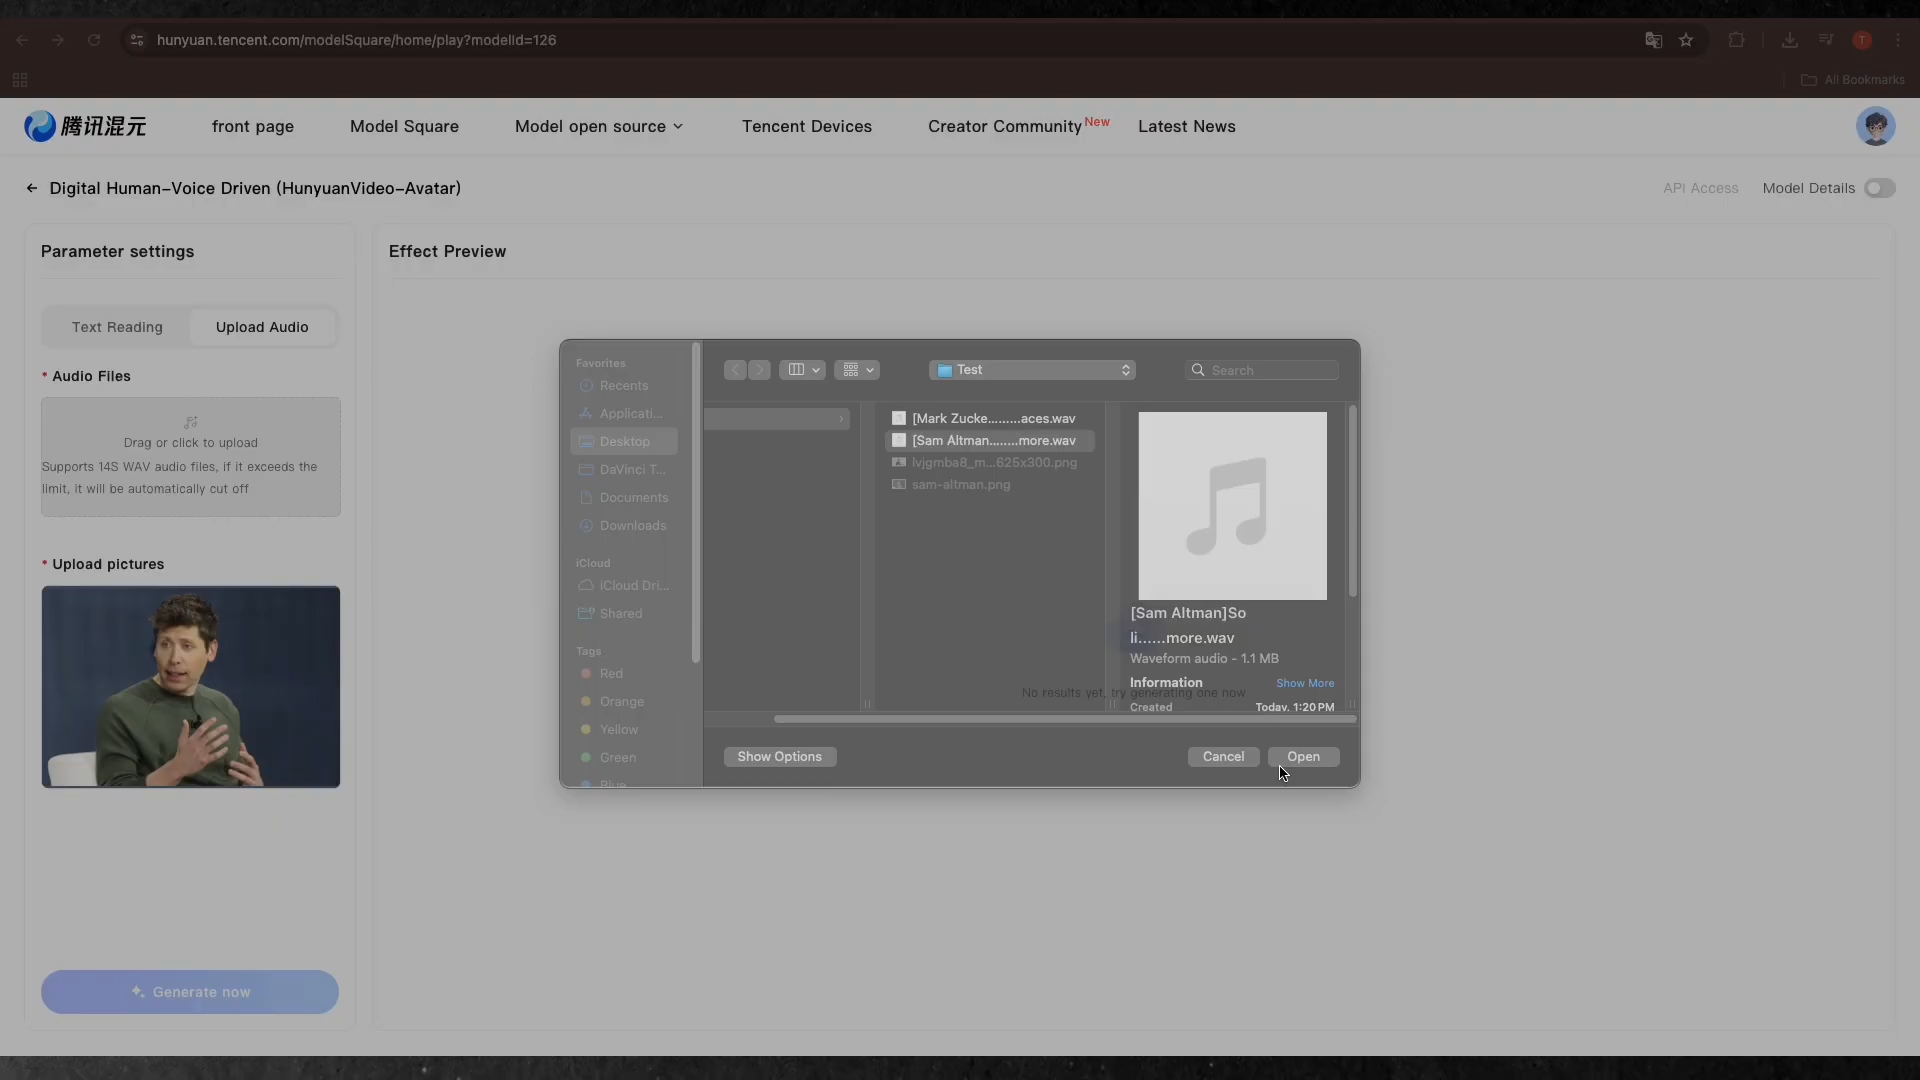 hunyuan.tencent.com/modelSquare/home/play?modelId=126
T
All Bookmarks
腾讯混元
front page
Model Square
Model open source
Tencent Devices
Creator Community New
Latest News
Digital Human-Voice Driven (HunyuanVideo-Avatar)
API Access
Model Details
Parameter settings
Effect Preview
Text Reading
Upload Audio
* Audio Files
Drag or click to upload
Supports 14S WAV audio files, if it exceeds the
limit, it will be automatically cut off
* Upload pictures
Generate now
Favorites
Recents
Applicati...
Desktop
DaVinci T...
Documents
Downloads
iCloud
iCloud Dri...
Shared
Tags
Red
Orange
Yellow
Green
Blue
Test
Search
[Mark Zucke.........aces.wav
[Sam Altman........more.wav
lvjgmba8_m...625x300.png
sam-altman.png
[Sam Altman]So
li......more.wav
Waveform audio - 1.1 MB
Information
Show More
No results yet, try generating one now
Created
Today, 1:20 PM
Show Options
Cancel
Open